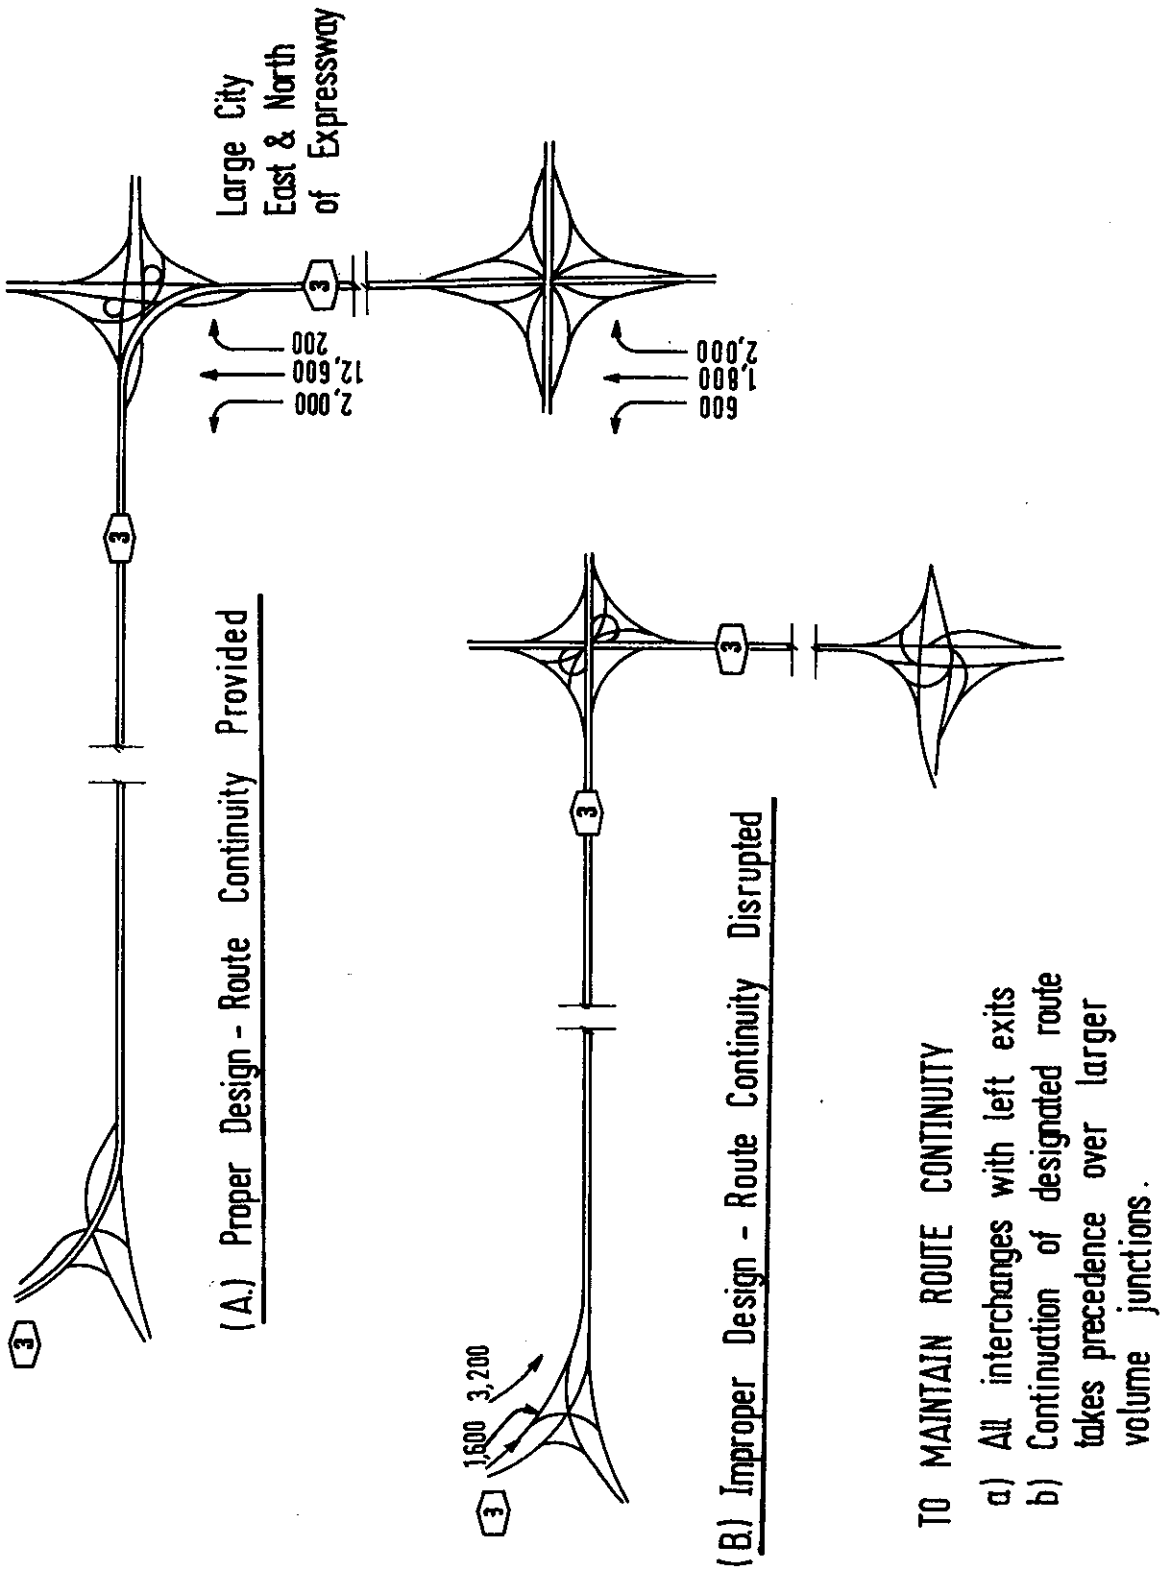 3
3
Large City
East & North
of Expressway
3
200
12,600
2,000
2,000
1,800
600
(A.) Proper Design - Route Continuity Provided
3
1,600
3,200
3
3
(B.) Improper Design - Route Continuity Disrupted
TO MAINTAIN ROUTE CONTINUITY
a) All interchanges with left exits
b) Continuation of designated route
takes precedence over larger
volume junctions.